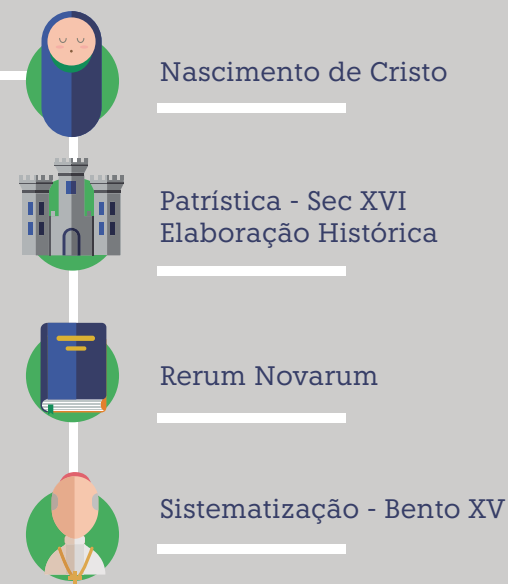 Nascimento de Cristo
Patrística - Sec XVI
Elaboração Histórica
Rerum Novarum
Sistematização - Bento XV